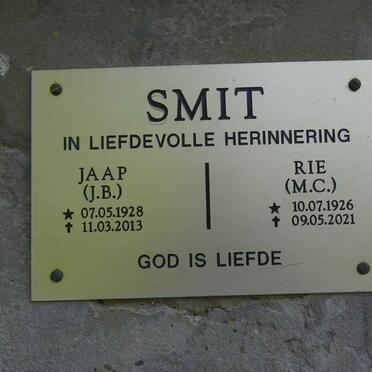 SMIT
IN LIEFDEVOLLE HERINNERING
JAAP
(J.B.)
★ 07.05.1928
✝ 11.03.2013
RIE
(M.C.)
★ 10.07.1926
✝ 09.05.2021
GOD IS LIEFDE